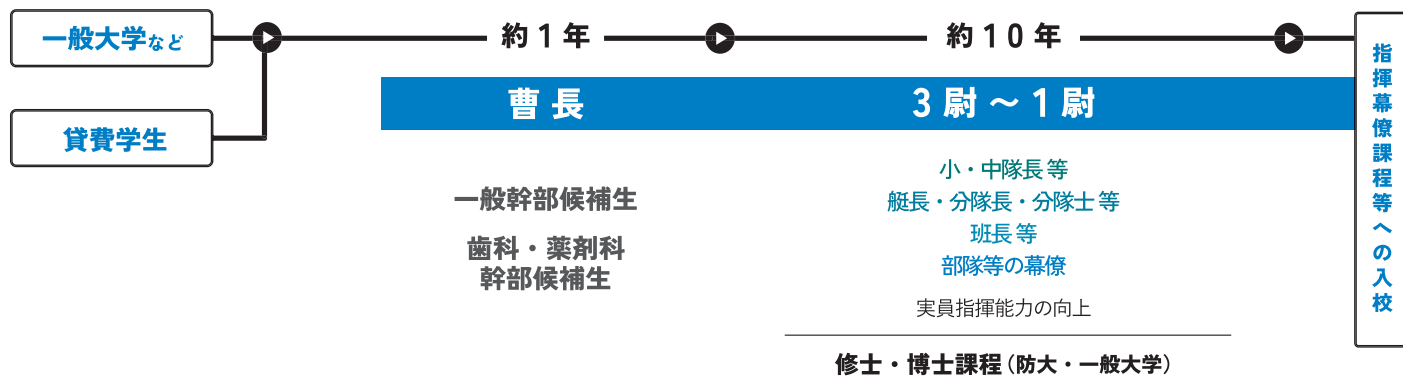 一般大学など
貸費学生
約1年
約10年
曹長
3尉～1尉
一般幹部候補生
歯科・薬剤科
幹部候補生
小・中隊長 等
艇長・分隊長・分隊士 等
班長 等
部隊等の幕僚
実員指揮能力の向上
修士・博士課程（防大・一般大学）
指揮幕僚課程等への入校